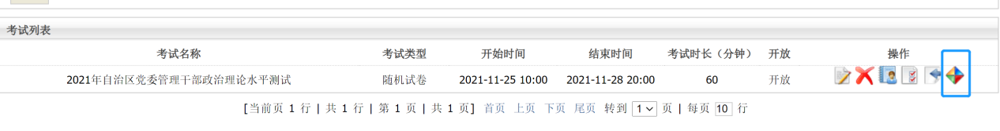 考试列表
考试名称 考试类型 开始时间 结束时间 考试时长（分钟） 开放 操作
2021年自治区党委管理干部政治理论水平测试 随机试卷 2021-11-25 10:00 2021-11-28 20:00 60 开放
[当前页 1 行 | 共 1 行 | 第 1 页 | 共 1 页] 首页 上页 下页 尾页 转到 1 页 | 每页 10 行